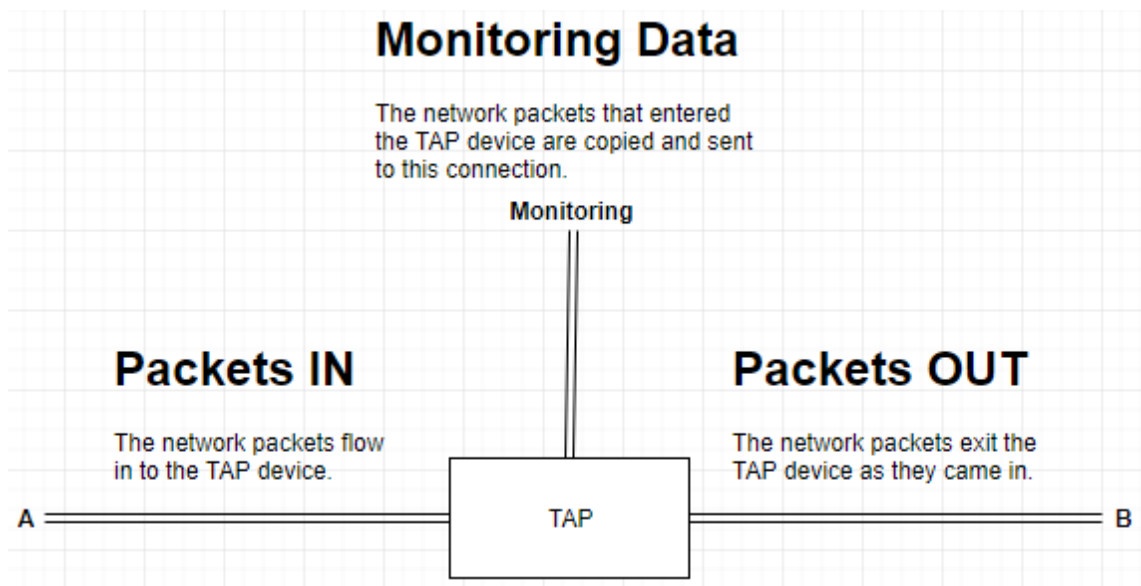 Monitoring Data
The network packets that entered
the TAP device are copied and sent
to this connection.
Monitoring
Packets IN
The network packets flow
in to the TAP device.
Packets OUT
The network packets exit the
TAP device as they came in.
A
TAP
B